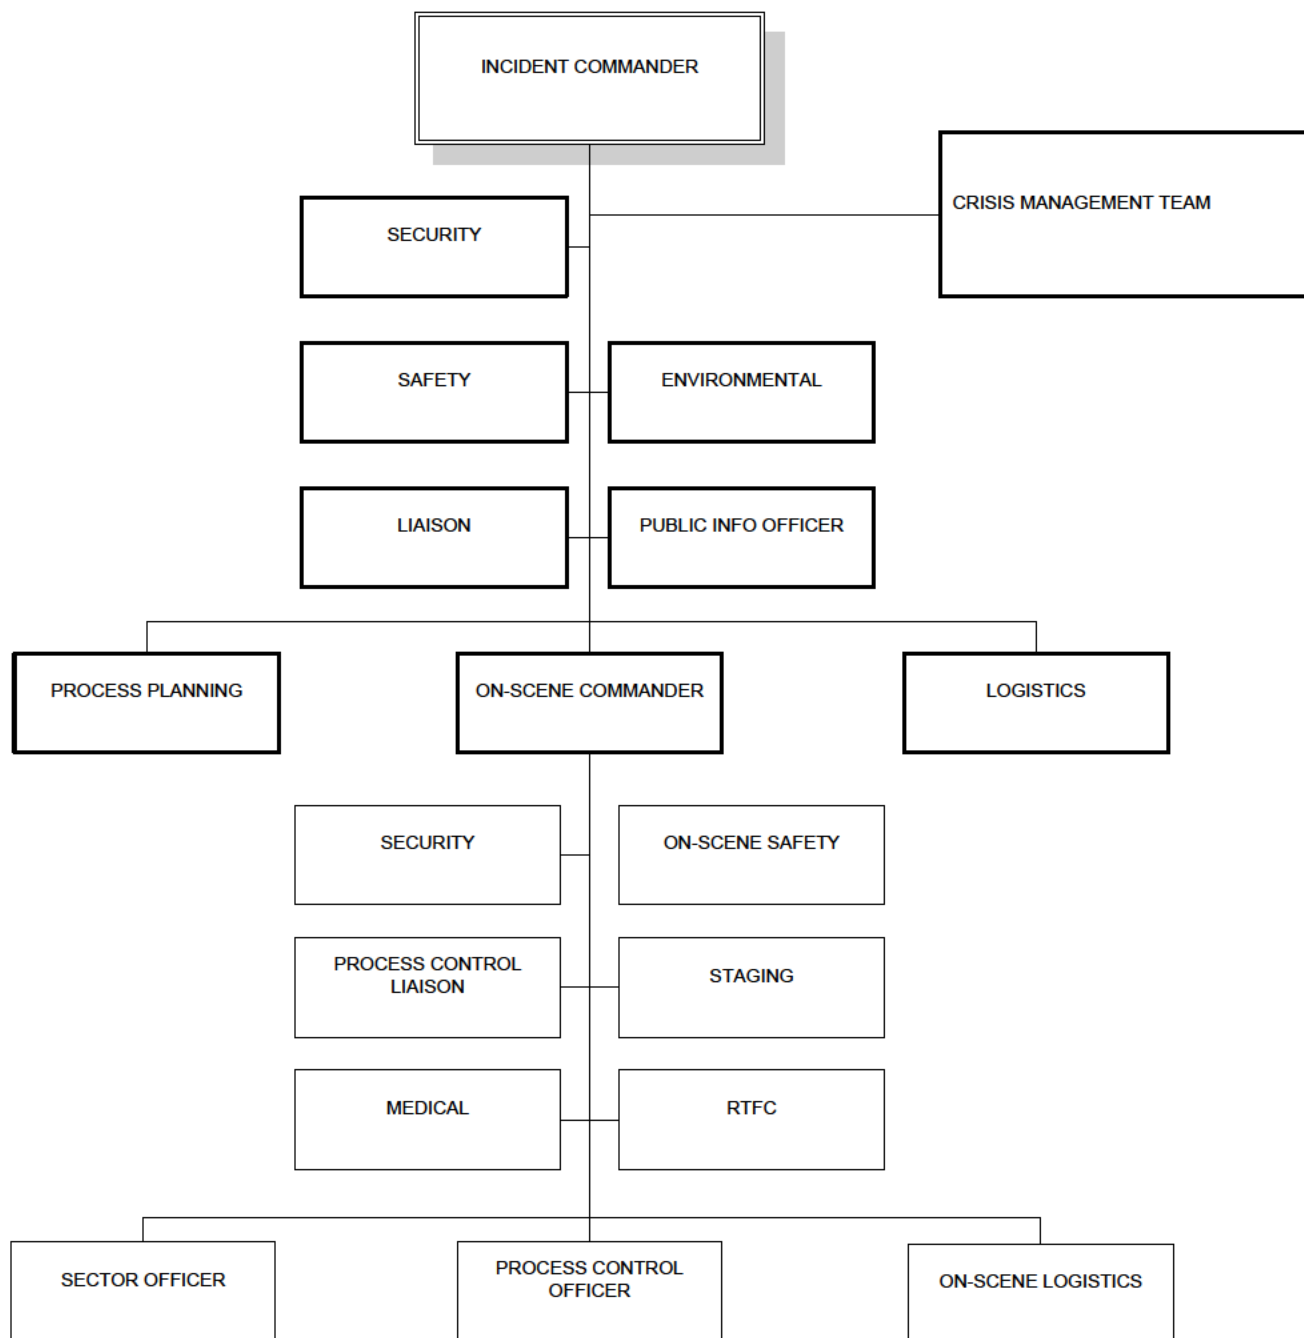 INCIDENT COMMANDER
CRISIS MANAGEMENT TEAM
SECURITY
SAFETY
ENVIRONMENTAL
LIAISON
PUBLIC INFO OFFICER
PROCESS PLANNING
ON-SCENE COMMANDER
LOGISTICS
SECURITY
ON-SCENE SAFETY
PROCESS CONTROL
LIAISON
STAGING
MEDICAL
RTFC
SECTOR OFFICER
PROCESS CONTROL
OFFICER
ON-SCENE LOGISTICS